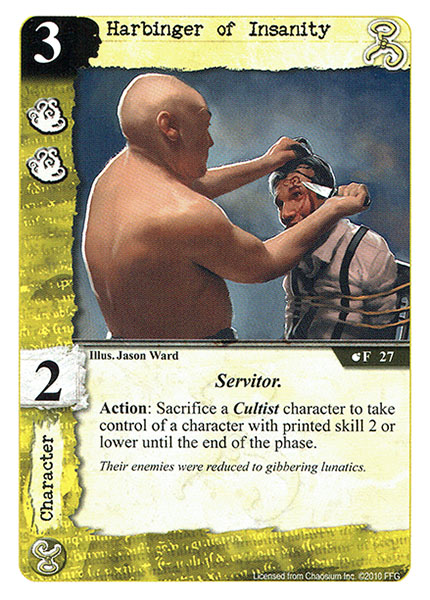 3
Harbinger of Insanity
Illus. Jason Ward
F 27
2
Servitor.
Action: Sacrifice a Cultist character to take
control of a character with printed skill 2 or
lower until the end of the phase.
Their enemies were reduced to gibbering lunatics.
Character
Licensed from Chaosium Inc. ©2010 FFG